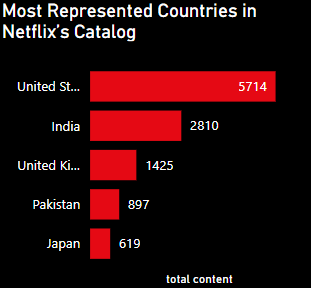 Most Represented Countries in
Netflix's Catalog
United St... 5714
India 2810
United Ki... 1425
Pakistan 897
Japan 619
total content